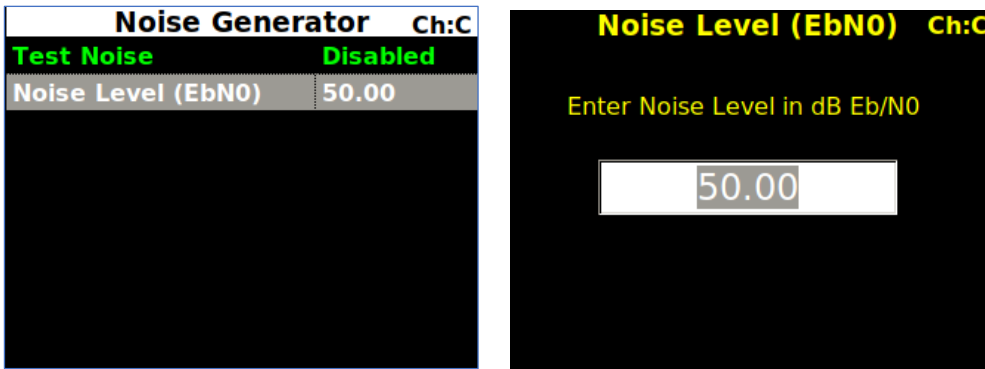 Noise Generator Ch:C
Test Noise Disabled
Noise Level (EbN0) 50.00
Noise Level (EbN0) Ch:C
Enter Noise Level in dB Eb/N0
50.00